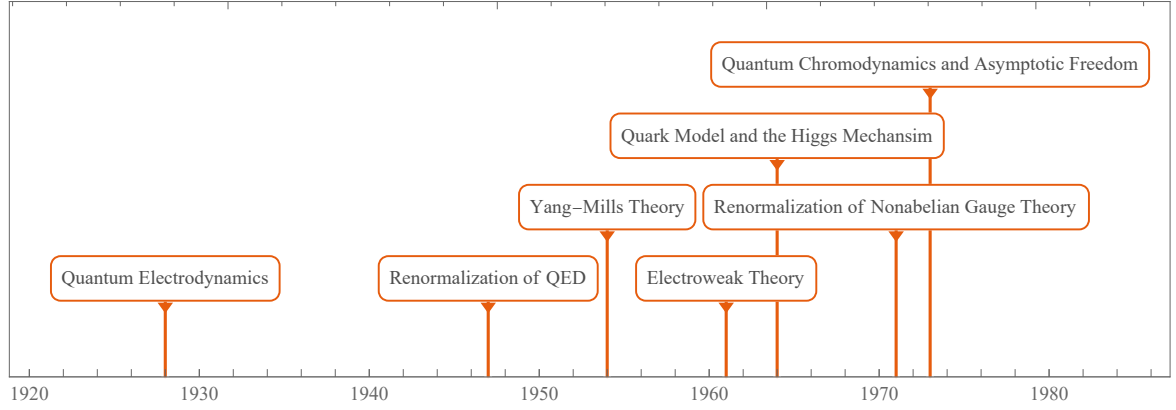 Quantum Chromodynamics and Asymptotic Freedom
Quark Model and the Higgs Mechansim
Yang−Mills Theory
Renormalization of Nonabelian Gauge Theory
Quantum Electrodynamics
Renormalization of QED
Electroweak Theory
1920 1930 1940 1950 1960 1970 1980